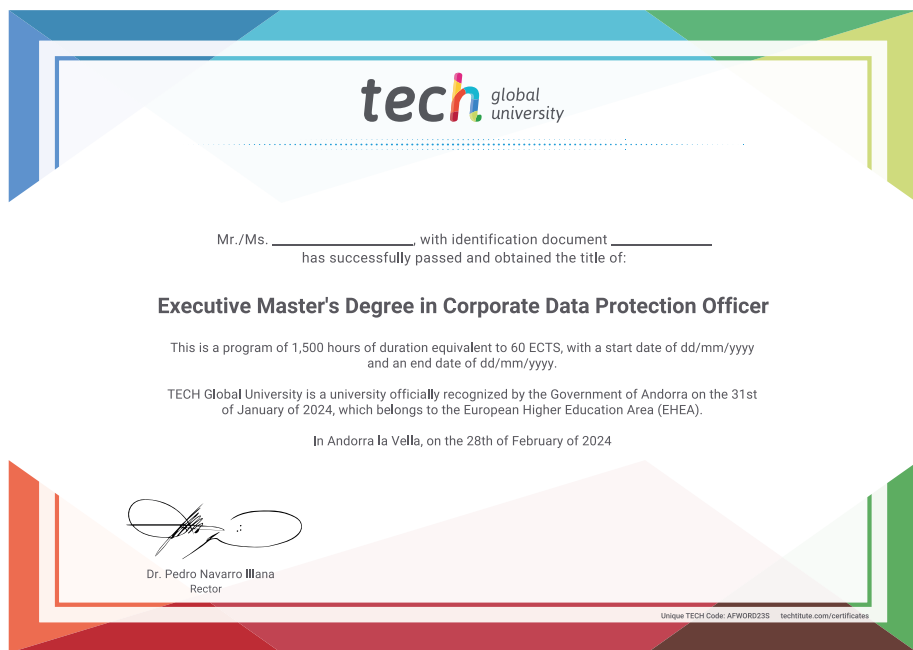 tech global university
Mr./Ms. ____________________, with identification document ______________
has successfully passed and obtained the title of:
Executive Master's Degree in Corporate Data Protection Officer
This is a program of 1,500 hours of duration equivalent to 60 ECTS, with a start date of dd/mm/yyyy
and an end date of dd/mm/yyyy.
TECH Global University is a university officially recognized by the Government of Andorra on the 31st
of January of 2024, which belongs to the European Higher Education Area (EHEA).
In Andorra la Vella, on the 28th of February of 2024
Dr. Pedro Navarro Illana
Rector
Unique TECH Code: AFWORD23S techtitute.com/certificates